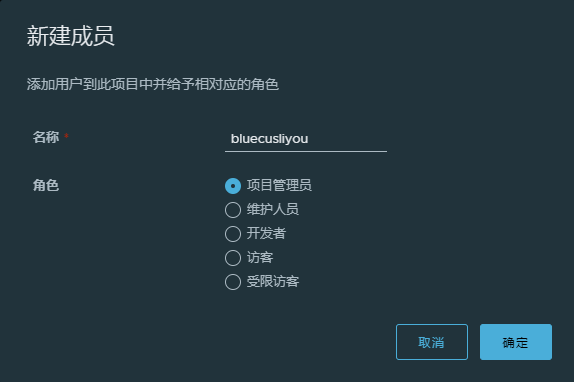 新建成员
添加用户到此项目中并给予相对应的角色
名称 *
bluecusliyou
角色
项目管理员
维护人员
开发者
访客
受限访客
取消
确定